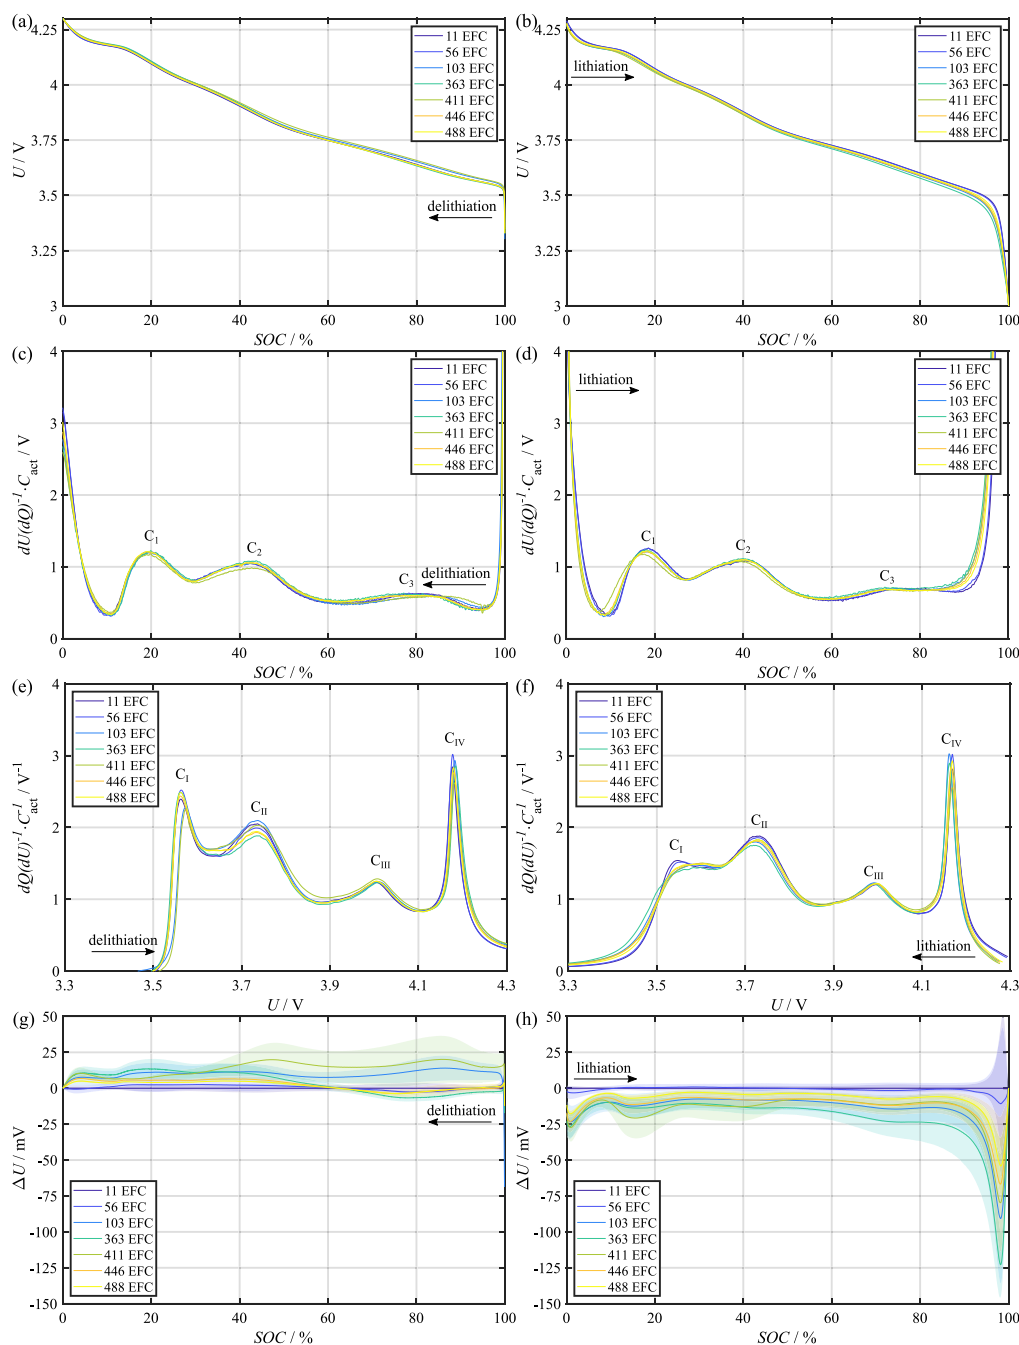 (a)
4.25
4
3.75
3.5
3.25
3
U / V
11 EFC
56 EFC
103 EFC
363 EFC
411 EFC
446 EFC
488 EFC
delithiation
0 20 40 60 80 100
SOC / %
(b)
4.25
4
3.75
3.5
3.25
3
U / V
lithiation
11 EFC
56 EFC
103 EFC
363 EFC
411 EFC
446 EFC
488 EFC
0 20 40 60 80 100
SOC / %
(c)
4
3
2
1
0
dU(dQ)⁻¹·C_act / V
11 EFC
56 EFC
103 EFC
363 EFC
411 EFC
446 EFC
488 EFC
C₁
C₂
C₃
delithiation
0 20 40 60 80 100
SOC / %
(d)
4
3
2
1
0
dU(dQ)⁻¹·C_act / V
lithiation
11 EFC
56 EFC
103 EFC
363 EFC
411 EFC
446 EFC
488 EFC
C₁
C₂
C₃
0 20 40 60 80 100
SOC / %
(e)
4
3
2
1
0
dQ(dU)⁻¹·C_act⁻¹ / V⁻¹
11 EFC
56 EFC
103 EFC
363 EFC
411 EFC
446 EFC
488 EFC
C_I
C_II
C_III
C_IV
delithiation
3.3 3.5 3.7 3.9 4.1 4.3
U / V
(f)
4
3
2
1
0
dQ(dU)⁻¹·C_act⁻¹ / V⁻¹
11 EFC
56 EFC
103 EFC
363 EFC
411 EFC
446 EFC
488 EFC
C_I
C_II
C_III
C_IV
lithiation
3.3 3.5 3.7 3.9 4.1 4.3
U / V
(g)
50
25
0
-25
-50
-75
-100
-125
-150
ΔU / mV
delithiation
11 EFC
56 EFC
103 EFC
363 EFC
411 EFC
446 EFC
488 EFC
0 20 40 60 80 100
SOC / %
(h)
50
25
0
-25
-50
-75
-100
-125
-150
ΔU / mV
lithiation
11 EFC
56 EFC
103 EFC
363 EFC
411 EFC
446 EFC
488 EFC
0 20 40 60 80 100
SOC / %